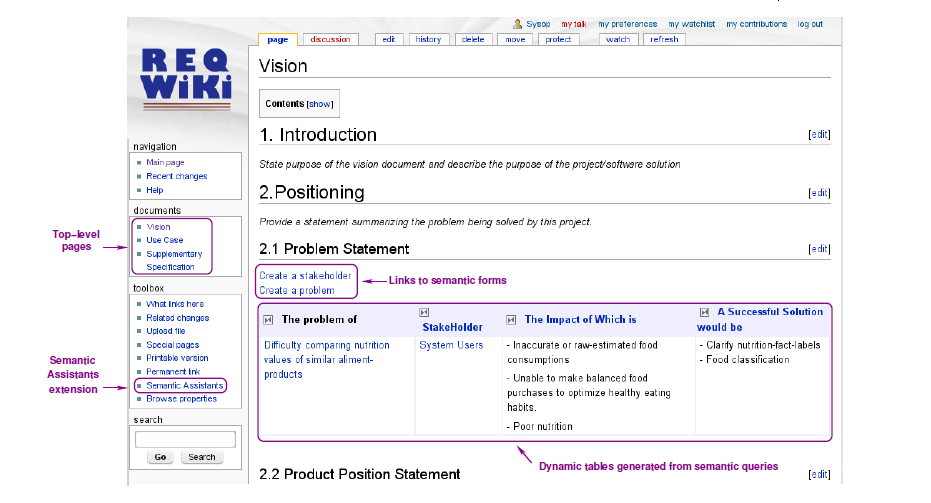 Sysop my talk my preferences my watchlist my contributions log out
page discussion edit history delete move protect watch refresh
REQ
WiKi
Vision
Contents [show]
1. Introduction [edit]
State purpose of the vision document and describe the purpose of the project/software solution
2.Positioning [edit]
Provide a statement summarizing the problem being solved by this project.
2.1 Problem Statement [edit]
Create a stakeholder
Create a problem
Links to semantic forms
The problem of
StakeHolder
The Impact of Which is
A Successful Solution
would be
Difficulty comparing nutrition
values of similar aliment-
products
System Users
- Inaccurate or raw-estimated food
consumptions
- Unable to make balanced food
purchases to optimize healthy eating
habits.
- Poor nutrition
- Clarify nutrition-fact-labels
- Food classification
Dynamic tables generated from semantic queries
2.2 Product Position Statement [edit]
navigation
Main page
Recent changes
Help
documents
Vision
Use Case
Supplementary
Specification
Top-level
pages
toolbox
What links here
Related changes
Upload file
Special pages
Printable version
Permanent link
Semantic Assistants
Browse properties
Semantic
Assistants
extension
search
Go Search